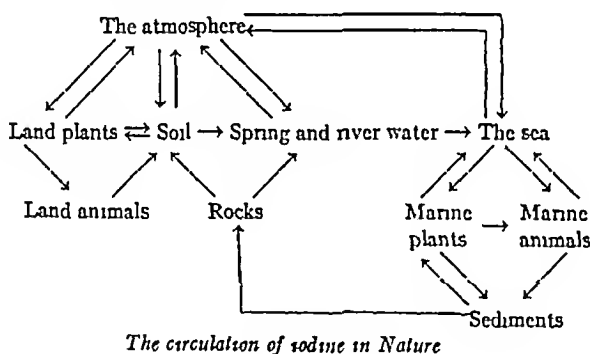 The atmosphere
Land plants Soil Spring and river water The sea
Land animals Rocks Marine plants Marine animals
Sediments
The circulation of iodine in Nature